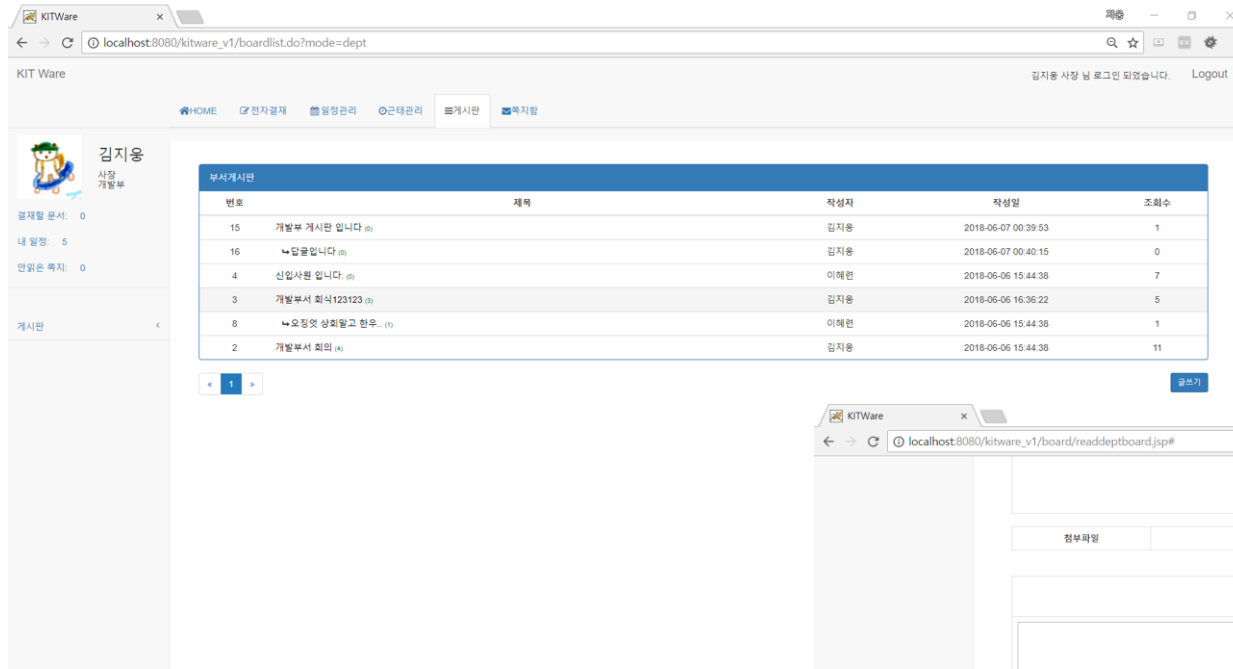 KITWare
재웅
localhost:8080/kitware_v1/boardlist.do?mode=dept
KIT Ware
김지웅 사장 님 로그인 되었습니다. Logout
HOME 전자결재 일정관리 근태관리 게시판 쪽지함
김지웅
사장
개발부
결재할 문서: 0
내 일정: 5
안읽은 쪽지: 0
게시판
부서게시판
번호 제목 작성자 작성일 조회수
15 개발부 게시판 입니다 (0) 김지웅 2018-06-07 00:39:53 1
16 ↳답글입니다 (0) 김지웅 2018-06-07 00:40:15 0
4 신입사원 입니다. (0) 이혜련 2018-06-06 15:44:38 7
3 개발부서 회식123123 (3) 김지웅 2018-06-06 16:36:22 5
8 ↳오징엇 상회말고 한우... (1) 이혜련 2018-06-06 15:44:38 1
2 개발부서 회의 (4) 김지웅 2018-06-06 15:44:38 11
« 1 »
글쓰기
KITWare
localhost:8080/kitware_v1/board/readdeptboard.jsp#
첨부파일